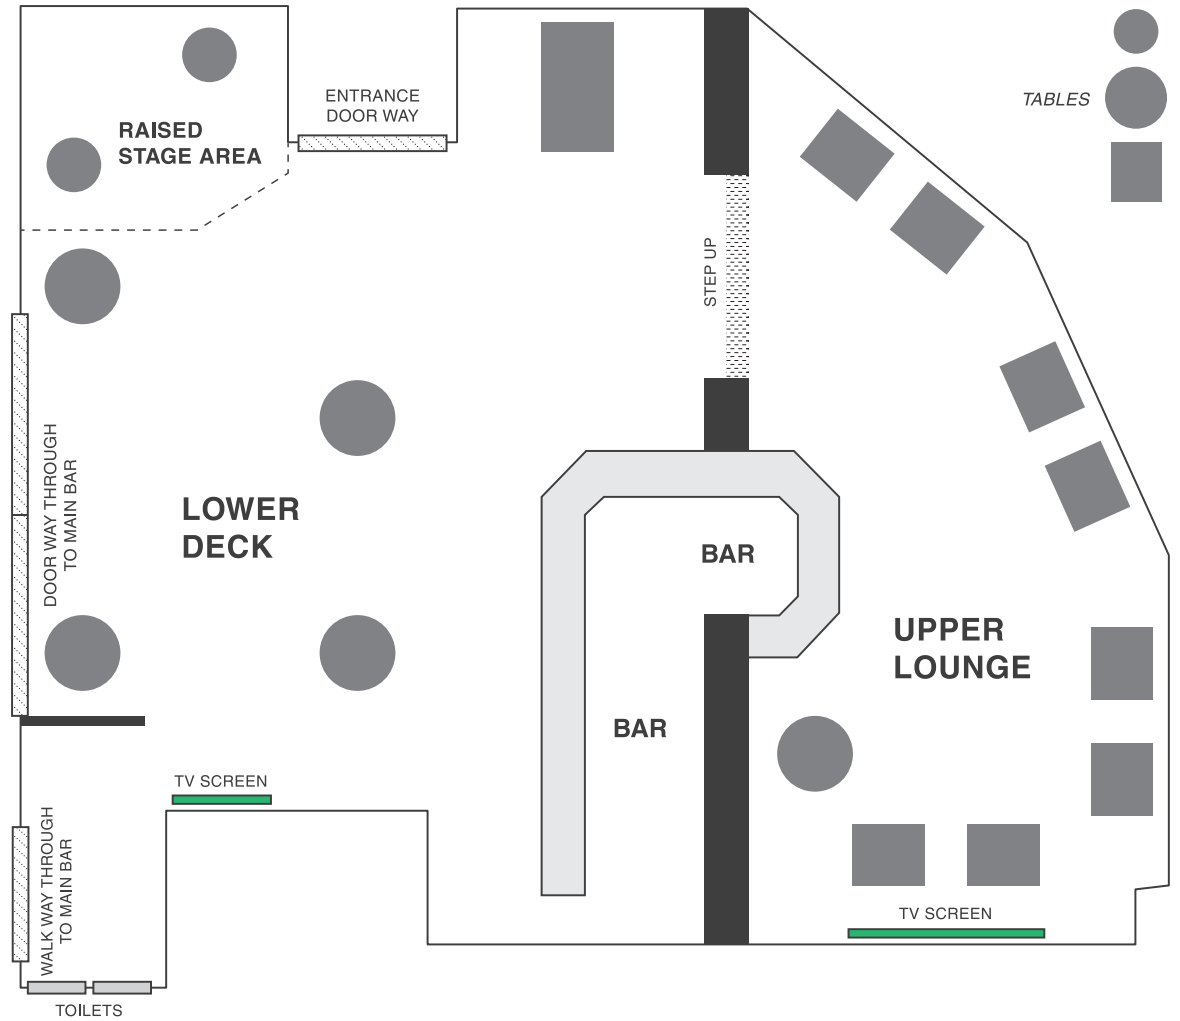 ENTRANCE
DOOR WAY
TABLES
RAISED
STAGE AREA
STEP UP
DOOR WAY THROUGH
TO MAIN BAR
LOWER
DECK
BAR
UPPER
LOUNGE
BAR
TV SCREEN
WALK WAY THROUGH
TO MAIN BAR
TV SCREEN
TOILETS